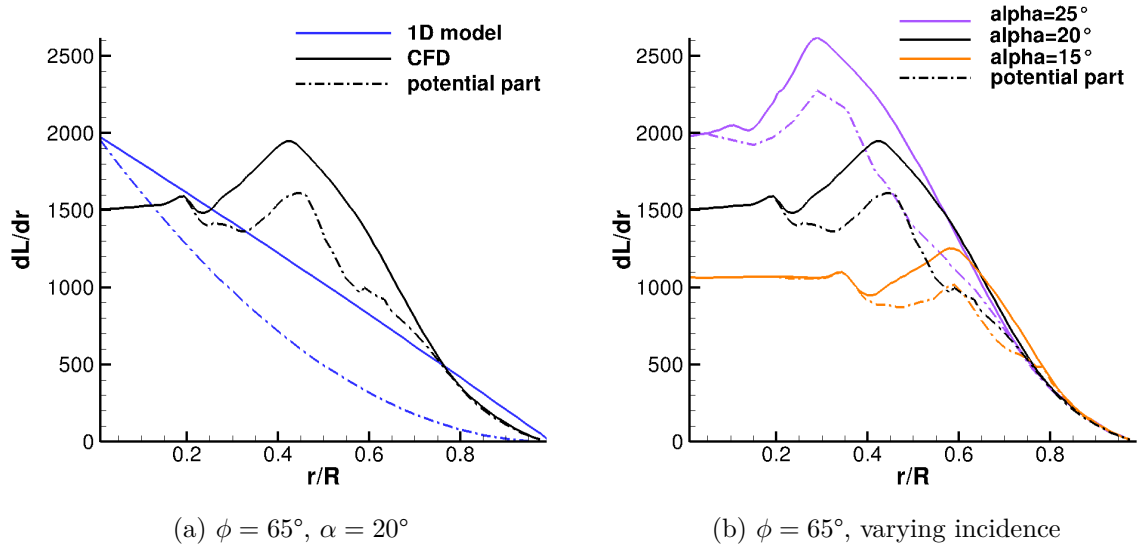 1D model
CFD
potential part
2500
2000
1500
1000
500
0
dL/dr
0.2
0.4
0.6
0.8
r/R
(a) ϕ = 65°, α = 20°
alpha=25°
alpha=20°
alpha=15°
potential part
2500
2000
1500
1000
500
0
dL/dr
0.2
0.4
0.6
0.8
r/R
(b) ϕ = 65°, varying incidence